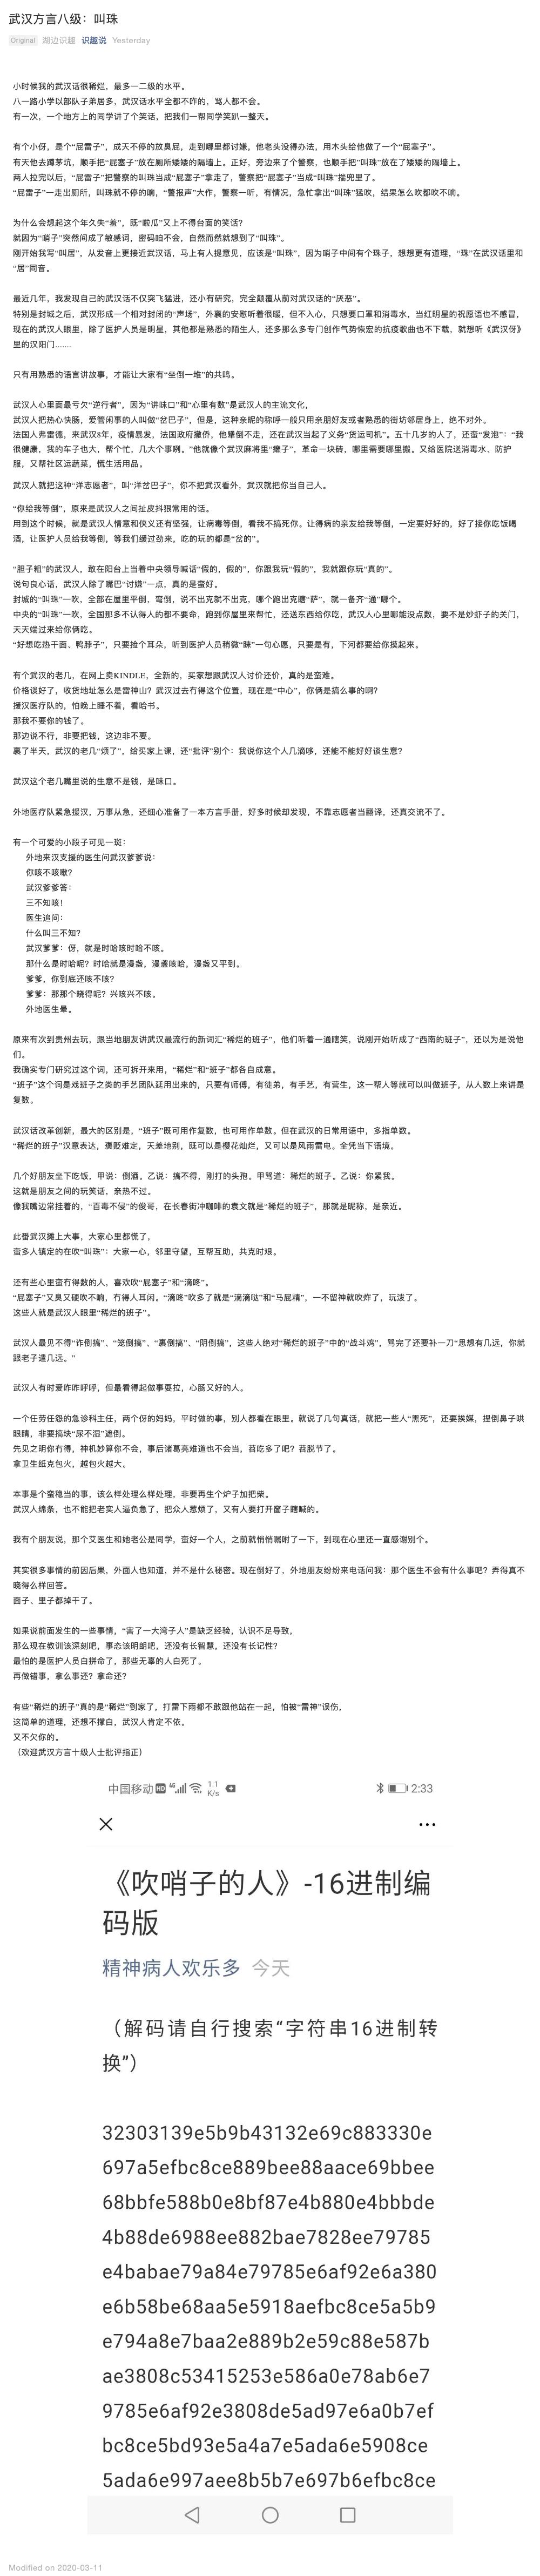 武汉方言八级：叫珠
Original 湖边识趣 识趣说 Yesterday
小时候我的武汉话很稀烂，最多一二级的水平。
八一路小学以部队子弟居多，武汉话水平全都不咋的，骂人都不会。
有一次，一个地方上的同学讲了个笑话，把我们一帮同学笑趴一整天。
有个小伢，是个“屁雷子”，成天不停的放臭屁，走到哪里都讨嫌，他老头没得办法，用木头给他做了一个“屁塞子”。
有天他去蹲茅坑，顺手把“屁塞子”放在厕所矮矮的隔墙上。正好，旁边来了个警察，也顺手把“叫珠”放在了矮矮的隔墙上。
两人拉完以后，“屁雷子”把警察的叫珠当成“屁塞子”拿走了，警察把“屁塞子”当成“叫珠”揣兜里了。
“屁雷子”一走出厕所，叫珠就不停的响，“警报声”大作，警察一听，有情况，急忙拿出“叫珠”猛吹，结果怎么吹都吹不响。
为什么会想起这个年久失“羞”，既“啦瓜”又上不得台面的笑话？
就因为“哨子”突然间成了敏感词，密码咱不会，自然而然就想到了“叫珠”。
刚开始我写“叫居”，从发音上更接近武汉话，马上有人提意见，应该是“叫珠”，因为哨子中间有个珠子，想想更有道理，“珠”在武汉话里和
“居”同音。
最近几年，我发现自己的武汉话不仅突飞猛进，还小有研究，完全颠覆从前对武汉话的“厌恶”。
特别是封城之后，武汉形成一个相对封闭的“声场”，外襄的安慰听着很暖，但不入心，只想要口罩和消毒水，当红明星的祝愿话也不感冒，
现在的武汉人眼里，除了医护人员是明星，其他都是熟悉的陌生人，还多那么多专门创作气势恢宏的抗疫歌曲也不下载，就想听《武汉伢》
里的汉阳门.......
只有用熟悉的语言讲故事，才能让大家有“坐倒一堆”的共鸣。
武汉人心里面最亏欠“逆行者”，因为“讲味口”和“心里有数”是武汉人的主流文化，
武汉人把热心快肠，爱管闲事的人叫做“岔巴子”，但是，这种亲昵的称呼一般只用亲朋好友或者熟悉的街坊邻居身上，绝不对外。
法国人弗雷德，来武汉8年，疫情暴发，法国政府撤侨，他犟倒不走，还在武汉当起了义务“货运司机”。五十几岁的人了，还蛮“发泡”：“我
很健康，我的车子也大，帮个忙，几大个事咧。”他就像个武汉麻将里“癞子”，革命一块砖，哪里需要哪里搬。又给医院送消毒水、防护
服，又帮社区运蔬菜，慌生活用品。
武汉人就把这种“洋志愿者”，叫“洋岔巴子”，你不把武汉看外，武汉就把你当自己人。
“你给我等倒”，原来是武汉人之间扯皮抖狠常用的话。
用到这个时候，就是武汉人情意和侠义还有坚强，让病毒等倒，看我不搞死你。让得病的亲友给我等倒，一定要好好的，好了接你吃饭喝
酒，让医护人员给我等倒，等我们缓过劲来，吃的玩的都是“岔的”。
“胆子粗”的武汉人，敢在阳台上当着中央领导喊话“假的，假的”，你跟我玩“假的”，我就跟你玩“真的”。
说句良心话，武汉人除了嘴巴“讨嫌”一点，真的是蛮好。
封城的“叫珠”一吹，全部在屋里平倒，弯倒，说不出克就不出克，哪个跑出克瞎“萨”，就一备齐“通”哪个。
中央的“叫珠”一吹，全国那多不认得人的都不要命，跑到你屋里来帮忙，还送东西给你吃，武汉人心里哪能没点数，要不是炒虾子的关门，
天天端过来给你俩吃。
“好想吃热干面、鸭脖子”，只要捡个耳朵，听到医护人员稍微“睐”一句心愿，只要是有，下河都要给你摸起来。
有个武汉的老几，在网上卖KINDLE，全新的，买家想跟武汉人讨价还价，真的是蛮难。
价格谈好了，收货地址怎么是雷神山？武汉过去冇得这个位置，现在是“中心”，你俩是搞么事的啊？
援汉医疗队的，怕晚上睡不着，看哈书。
那我不要你的钱了。
那边说不行，非要把钱，这边非不要。
裹了半天，武汉的老几“烦了”，给买家上课，还“批评”别个：我说你这个人几滴哆，还能不能好好谈生意？
武汉这个老几嘴里说的生意不是钱，是味口。
外地医疗队紧急援汉，万事从急，还细心准备了一本方言手册，好多时候却发现，不靠志愿者当翻译，还真交流不了。
有一个可爱的小段子可见一斑：
外地来汉支援的医生问武汉爹爹说：
你咳不咳嗽？
武汉爹爹答：
三不知咳！
医生追问：
什么叫三不知？
武汉爹爹：伢，就是时哈咳时哈不咳。
那什么是时哈呢？时哈就是漫盏，漫盏咳哈，漫盏又平到。
爹爹，你到底还咳不咳？
爹爹：那那个晓得呢？兴咳兴不咳。
外地医生晕。
原来有次到贵州去玩，跟当地朋友讲武汉最流行的新词汇“稀烂的班子”，他们听着一通瞎笑，说刚开始听成了“西南的班子”，还以为是说他
们。
我确实专门研究过这个词，还可拆开来用，“稀烂”和“班子”都各自成意。
“班子”这个词是戏班子之类的手艺团队延用出来的，只要有师傅，有徒弟，有手艺，有营生，这一帮人等就可以叫做班子，从人数上来讲是
复数。
武汉话改革创新，最大的区别是，“班子”既可用作复数，也可用作单数。但在武汉的日常用语中，多指单数。
“稀烂的班子”汉意表达，褒贬难定，天差地别，既可以是樱花灿烂，又可以是风雨雷电。全凭当下语境。
几个好朋友坐下吃饭，甲说：倒酒。乙说：搞不得，刚打的头孢。甲骂道：稀烂的班子。乙说：你紧我。
这就是朋友之间的玩笑话，亲热不过。
像我嘴边常挂着的，“百毒不侵”的俊哥，在长春街冲咖啡的袁文就是“稀烂的班子”，那就是昵称，是亲近。
此番武汉摊上大事，大家心里都慌了，
蛮多人镇定的在吹“叫珠”：大家一心，邻里守望，互帮互助，共克时艰。
还有些心里蛮冇得数的人，喜欢吹“屁塞子”和“滴咚”。
“屁塞子”又臭又硬吹不响，冇得人耳闲。“滴咚”吹多了就是“滴滴哒”和“马屁精”，一不留神就吹炸了，玩泼了。
这些人就是武汉人眼里“稀烂的班子”。
武汉人最见不得“诈倒搞”、“笼倒搞”、“裹倒搞”、“阴倒搞”，这些人绝对“稀烂的班子”中的“战斗鸡”，骂完了还要补一刀“思想有几远，你就
跟老子遣几远。”
武汉人有时爱咋咋呼呼，但最看得起做事耍拉，心肠又好的人。
一个任劳任怨的急诊科主任，两个伢的妈妈，平时做的事，别人都看在眼里。就说了几句真话，就把一些人“黑死”，还要挨媒，捏倒鼻子哄
眼睛，非要搞块“尿不湿”遮倒。
先见之明你冇得，神机妙算你不会，事后诸葛亮难道也不会当，苕吃多了吧？苕脱节了。
拿卫生纸克包火，越包火越大。
本事是个蛮稳当的事，该么样处理么样处理，非要再生个炉子加把柴。
武汉人绵条，也不能把老实人逼负急了，把众人惹烦了，又有人要打开窗子瞎喊的。
我有个朋友说，那个艾医生和她老公是同学，蛮好一个人，之前就悄悄嘱咐了一下，到现在心里还一直感谢别个。
其实很多事情的前因后果，外面人也知道，并不是什么秘密。现在倒好了，外地朋友纷纷来电话问我：那个医生不会有什么事吧？弄得真不
晓得么样回答。
面子、里子都掉干了。
如果说前面发生的一些事情，“害了一大湾子人”是缺乏经验，认识不足导致，
那么现在教训该深刻吧，事态该明朗吧，还没有长智慧，还没有长记性？
最怕的是医护人员白拼命了，那些无辜的人白死了。
再做错事，拿么事还？拿命还？
有些“稀烂的班子”真的是“稀烂”到家了，打雷下雨都不敢跟他站在一起，怕被“雷神”误伤，
这简单的道理，还想不撑白，武汉人肯定不依。
又不欠你的。
（欢迎武汉方言十级人士批评指正）
中国移动 HD 1.1 K/s 2:33
《吹哨子的人》-16进制编
码版
精神病人欢乐多 今天
（解码请自行搜索“字符串16进制转
换”）
32303139e5b9b43132e69c883330e
697a5efbc8ce889bee88aace69bbee
68bbfe588b0e8bf87e4b880e4bbbde
4b88de6988ee882bae7828ee79785
e4babae79a84e79785e6af92e6a380
e6b58be68aa5e5918aefbc8ce5a5b9
e794a8e7baa2e889b2e59c88e587b
ae3808c53415253e586a0e78ab6e7
9785e6af92e3808de5ad97e6a0b7ef
bc8ce5bd93e5a4a7e5ada6e5908ce
5ada6e997aee8b5b7e697b6efbc8ce
Modified on 2020-03-11